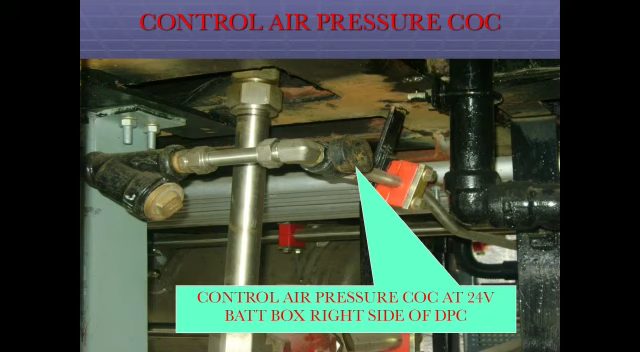 CONTROL AIR PRESSURE COC
CONTROL AIR PRESSURE COC AT 24V
BATT BOX RIGHT SIDE OF DPC